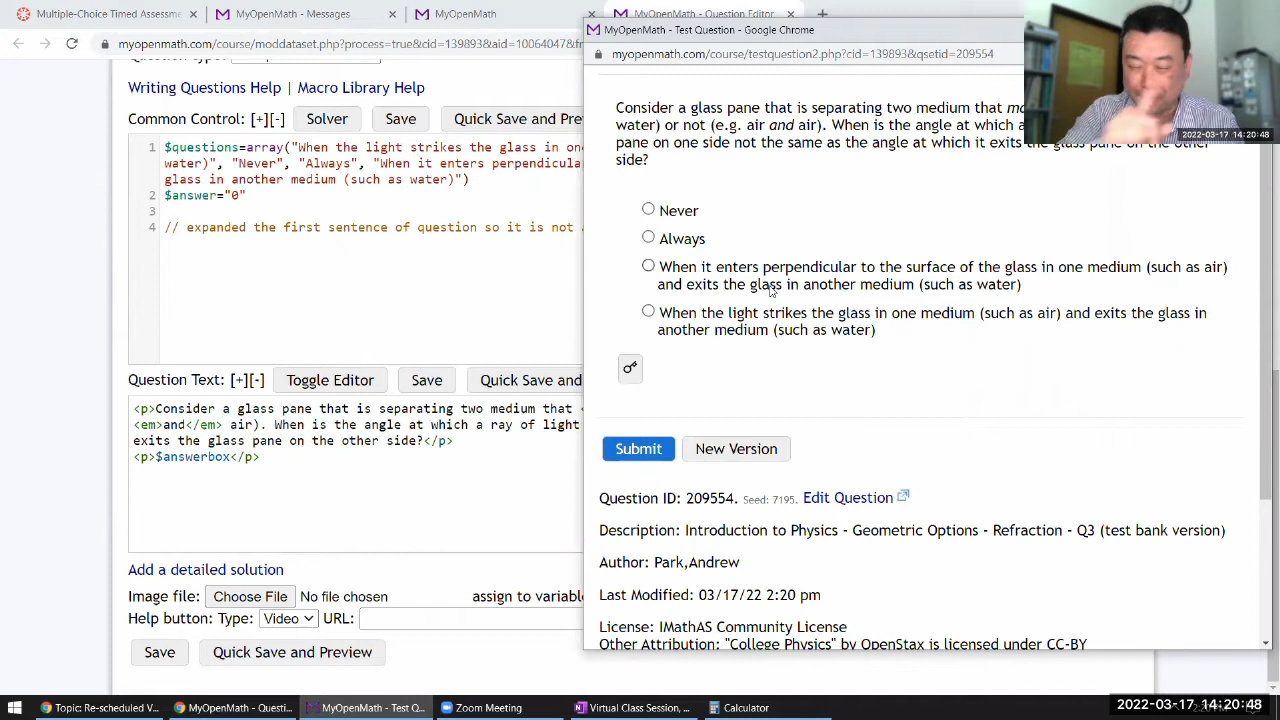 Multiple-Choice Timed Assessme
MyOpenMath - Messages
MyOpenMath
MyOpenMath - Question Editor
myopenmath.com/course/moddataset.php?process=true&cid=139893&aid=10064047&fr
MyOpenMath - Test Question - Google Chrome
myopenmath.com/course/testquestion2.php?cid=139893&qsetid=209554
2022-03-17 14:20:48
Writing Questions Help | Macro Library Help
Common Control: [+][-] Solver Save Quick Save and Pre
1 $questions=array("When the light strikes the glass in on
water)", "Never", "Always", "When it enters perpendicula
glass in another medium (such as water)")
2 $answer="0"
3
4 // expanded the first sentence of question so it is not
Question Text: [+][-] Toggle Editor Save Quick Save and
<p>Consider a glass pane that is separating two medium that
<em>and</em> air). When is the angle at which a ray of light
exits the glass pane on the other side?</p>
<p>$answerbox</p>
Add a detailed solution
Image file: Choose File No file chosen assign to variable
Help button: Type: Video URL:
Save Quick Save and Preview
Consider a glass pane that is separating two medium that
water) or not (e.g. air and air). When is the angle at which a
pane on one side not the same as the angle at which it exits the glass pane on the other
side?
Never
Always
When it enters perpendicular to the surface of the glass in one medium (such as air)
and exits the glass in another medium (such as water)
When the light strikes the glass in one medium (such as air) and exits the glass in
another medium (such as water)
Submit New Version
Question ID: 209554. Seed: 7195. Edit Question
Description: Introduction to Physics - Geometric Options - Refraction - Q3 (test bank version)
Author: Park,Andrew
Last Modified: 03/17/22 2:20 pm
License: IMathAS Community License
Other Attribution: "College Physics" by OpenStax is licensed under CC-BY
Topic: Re-scheduled V...
MyOpenMath - Questi...
MyOpenMath - Test Q...
Zoom Meeting
Virtual Class Session, ...
Calculator
2022-03-17 14:20:48